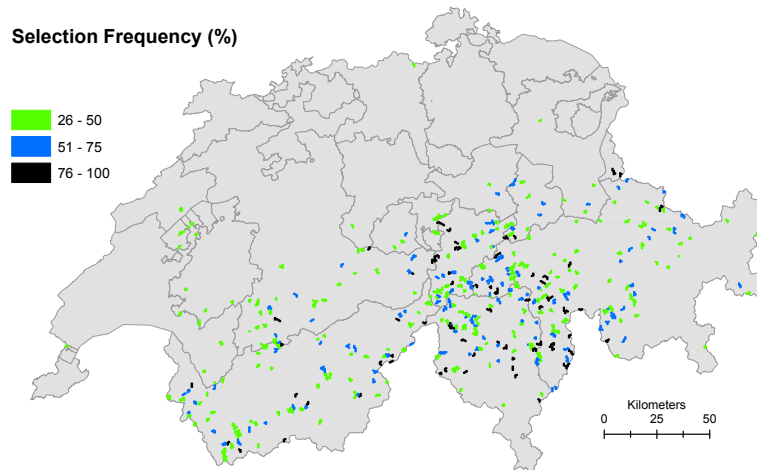 Selection Frequency (%)
26 - 50
51 - 75
76 - 100
Kilometers
0 25 50